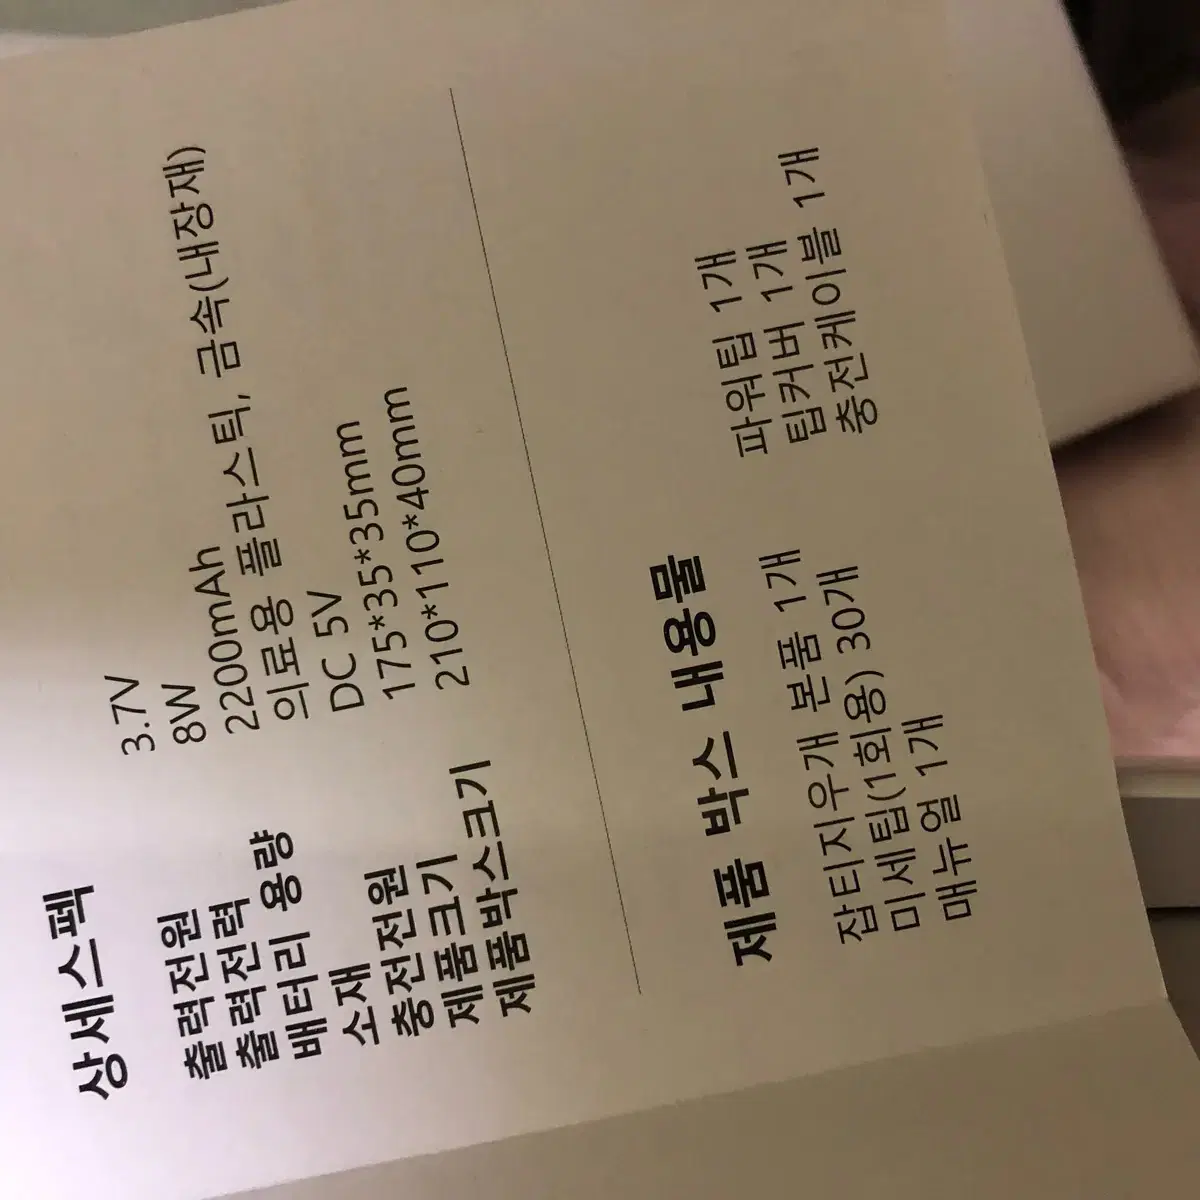 상세스펙
출력전원 3.7V
출력전력 8W
배터리 용량 2200mAh
소재 의료용 플라스틱, 금속(내장재)
충전전원 DC 5V
제품크기 175*35*35mm
제품박스크기 210*110*40mm
제품 박스 내용물
잡티지우개 본품 1개 파워팁 1개
미세팁(1회용) 30개 팁커버 1개
매뉴얼 1개 충전케이블 1개